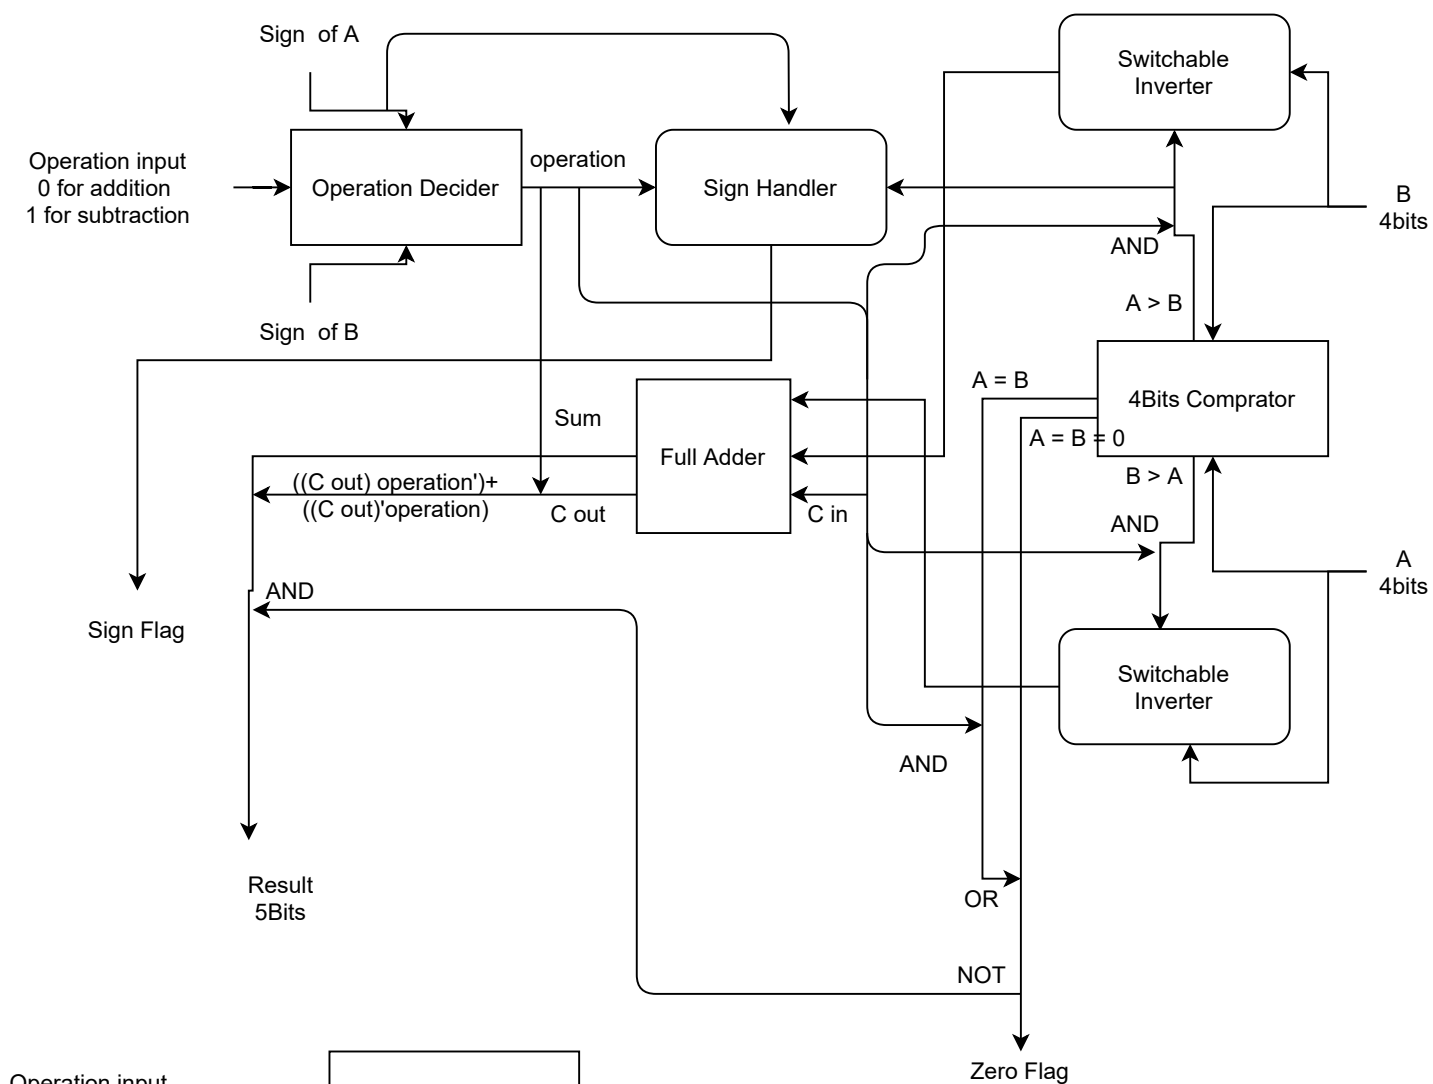 Sign of A
Switchable
Inverter
Operation input
0 for addition
1 for subtraction
Operation Decider
operation
Sign Handler
B
4bits
AND
Sign of B
A > B
A = B
4Bits Comprator
A = B = 0
Sum
Full Adder
((C out) operation')+
((C out)'operation)
C out
C in
B > A
AND
A
4bits
AND
Sign Flag
Switchable
Inverter
AND
Result
5Bits
OR
NOT
Zero Flag
Operation input